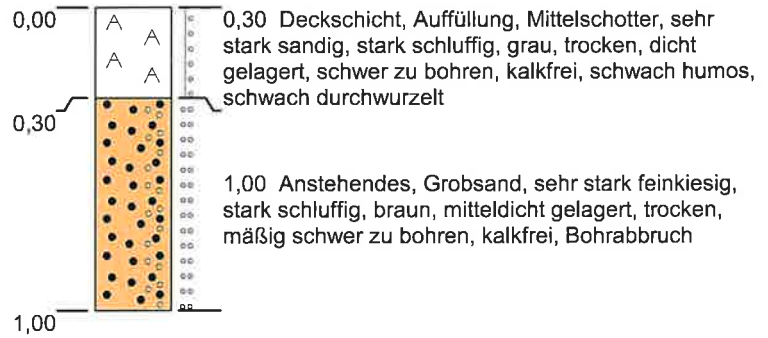 0,00
0,30 Deckschicht, Auffüllung, Mittelschotter, sehr
stark sandig, stark schluffig, grau, trocken, dicht
gelagert, schwer zu bohren, kalkfrei, schwach humos,
schwach durchwurzelt
0,30
1,00 Anstehendes, Grobsand, sehr stark feinkiesig,
stark schluffig, braun, mitteldicht gelagert, trocken,
mäßig schwer zu bohren, kalkfrei, Bohrabbruch
1,00